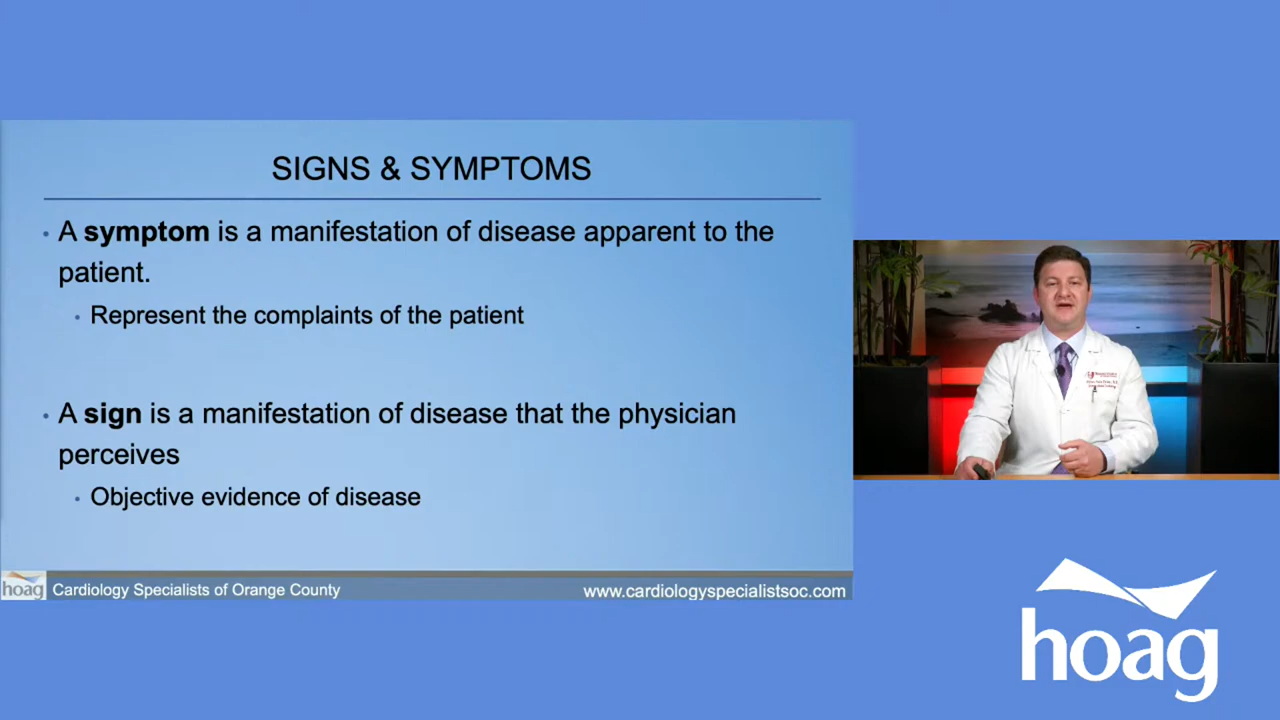 SIGNS & SYMPTOMS
• A symptom is a manifestation of disease apparent to the
patient.
• Represent the complaints of the patient
• A sign is a manifestation of disease that the physician
perceives
• Objective evidence of disease
hoag
Cardiology Specialists of Orange County
www.cardiologyspecialistsoc.com
hoag